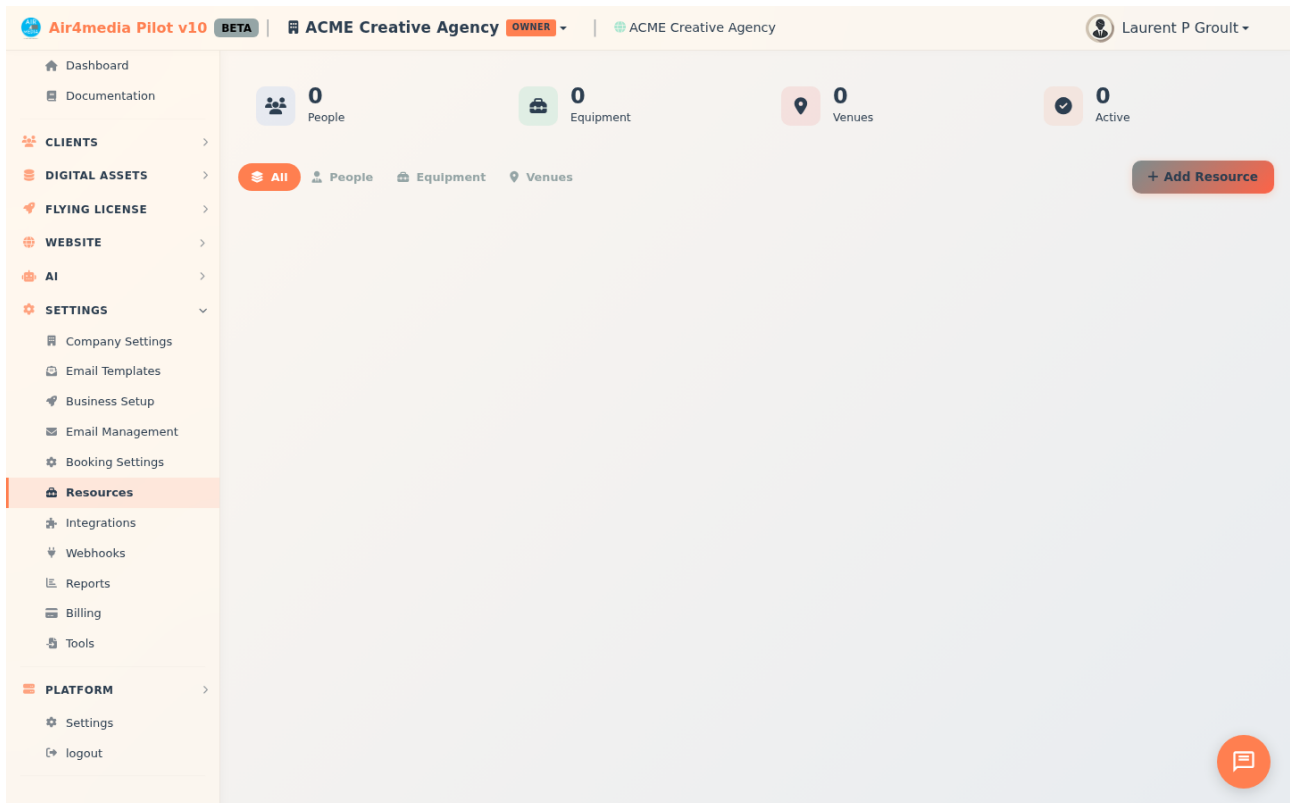 Air4media Pilot v10 BETA | ACME Creative Agency OWNER | ACME Creative Agency Laurent P Groult
Dashboard
Documentation
CLIENTS
DIGITAL ASSETS
FLYING LICENSE
WEBSITE
AI
SETTINGS
Company Settings
Email Templates
Business Setup
Email Management
Booking Settings
Resources
Integrations
Webhooks
Reports
Billing
Tools
PLATFORM
Settings
logout
0 0 0 0
People Equipment Venues Active
All People Equipment Venues + Add Resource